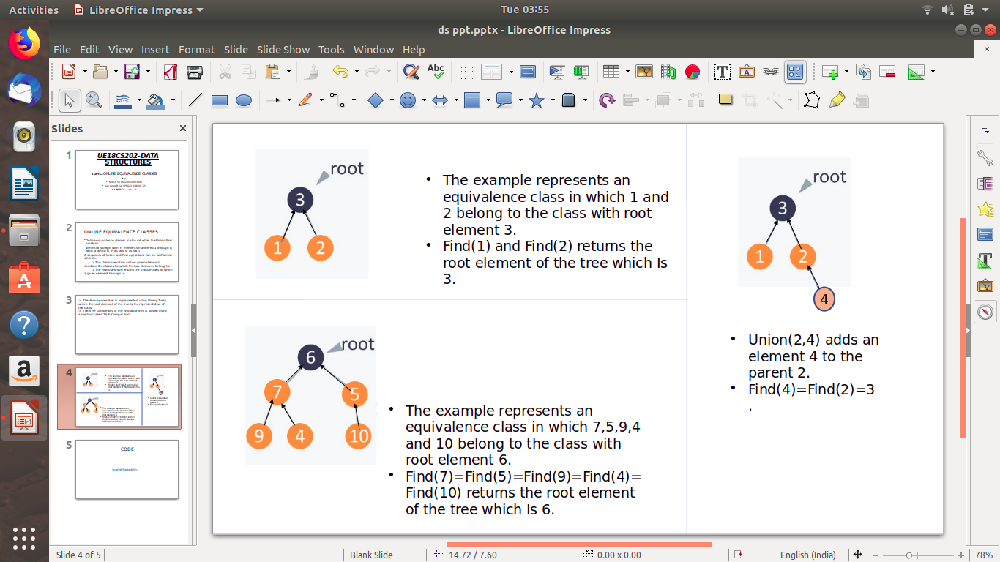 Activities
LibreOffice Impress
Tue 03:55
ds ppt.pptx - LibreOffice Impress
File Edit View Insert Format Slide Slide Show Tools Window Help
Abc
Slides
1
UE18CS202-DATA
STRUCTURES
TOPIC: ONLINE EQUIVALENCE CLASSES
2
ONLINE EQUIVALENCE CLASSES
3
4
5
CODE
root
3
1
2
• The example represents an
equivalence class in which 1 and
2 belong to the class with root
element 3.
• Find(1) and Find(2) returns the
root element of the tree which Is
3.
root
6
7
5
9
4
10
• The example represents an
equivalence class in which 7,5,9,4
and 10 belong to the class with
root element 6.
• Find(7)=Find(5)=Find(9)=Find(4)=
Find(10) returns the root element
of the tree which Is 6.
root
3
1
2
4
• Union(2,4) adds an
element 4 to the
parent 2.
• Find(4)=Find(2)=3
.
Slide 4 of 5
Blank Slide
14.72 / 7.60
0.00 x 0.00
English (India)
78%